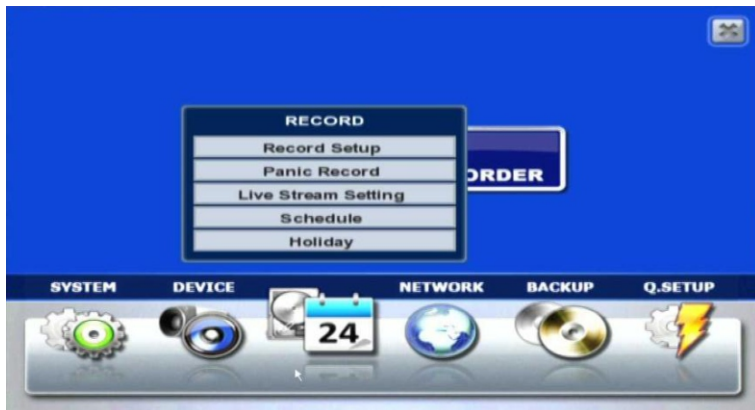 RECORD
Record Setup
Panic Record
ORDER
Live Stream Setting
Schedule
Holiday
SYSTEM DEVICE NETWORK BACKUP Q.SETUP
24